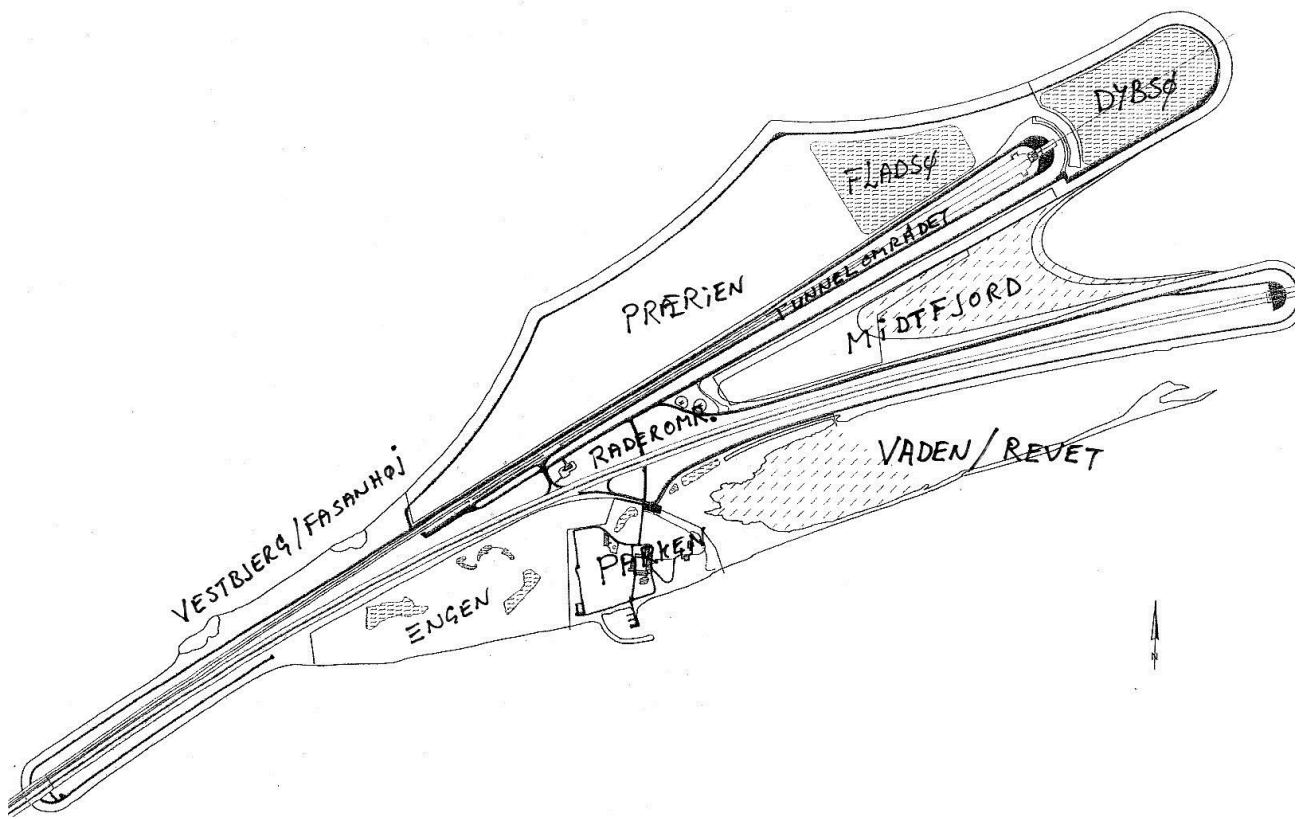 DYBSØ
FLADSØ
TUNNELOMRÅDET
PRÆRIEN
MIDTFJORD
RADEROMR.
VADEN/REVET
VESTBJERG/FASANHØJ
PARKEN
ENGEN
N